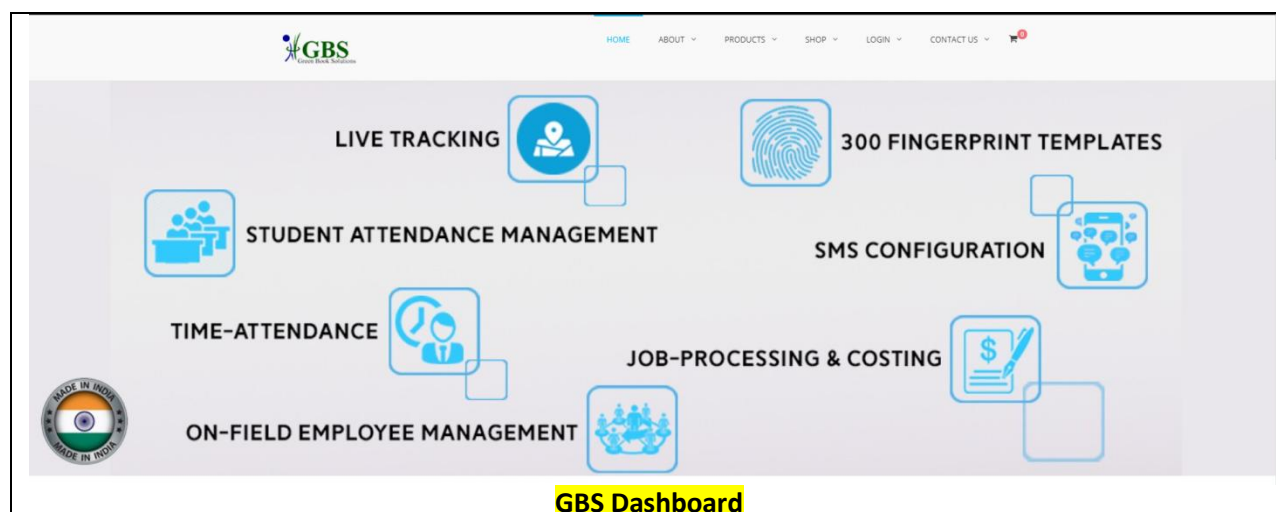 GBS
Green Book Solutions
HOME ABOUT PRODUCTS SHOP LOGIN CONTACT US 0
LIVE TRACKING
300 FINGERPRINT TEMPLATES
STUDENT ATTENDANCE MANAGEMENT
SMS CONFIGURATION
TIME-ATTENDANCE
JOB-PROCESSING & COSTING
$
MADE IN INDIA
MADE IN INDIA
ON-FIELD EMPLOYEE MANAGEMENT
GBS Dashboard